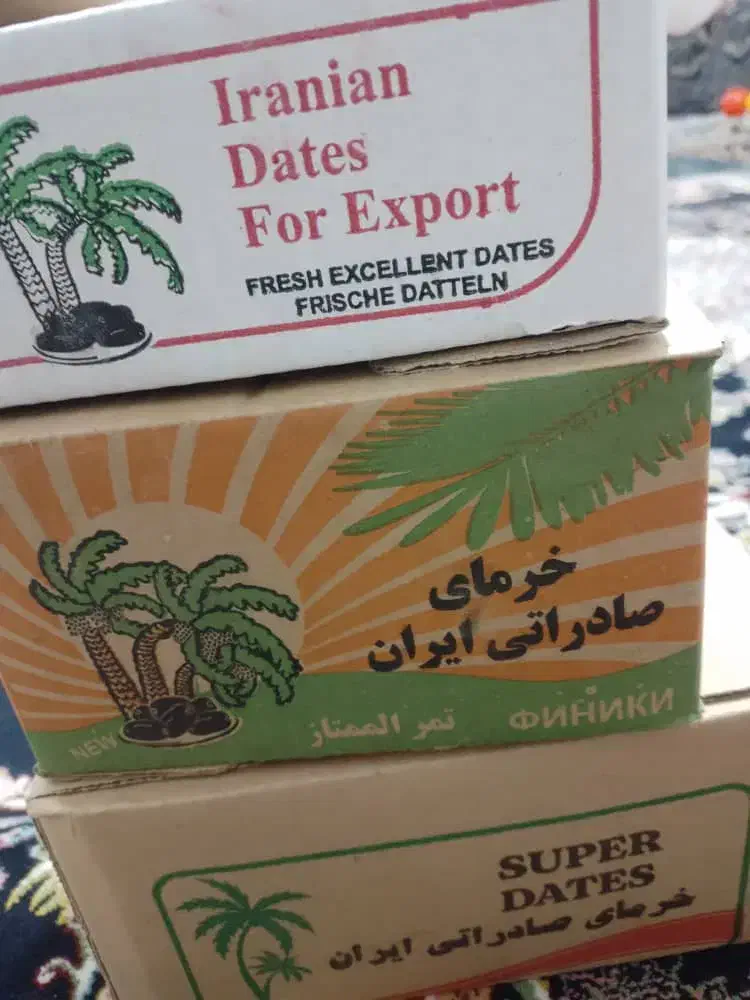 Iranian
Dates
For Export
FRESH EXCELLENT DATES
FRISCHE DATTELN
خرمای
صادراتی ایران
NEW
تمر الممتاز
ФИНИКИ
SUPER
DATES
خرمای صادراتی ایران